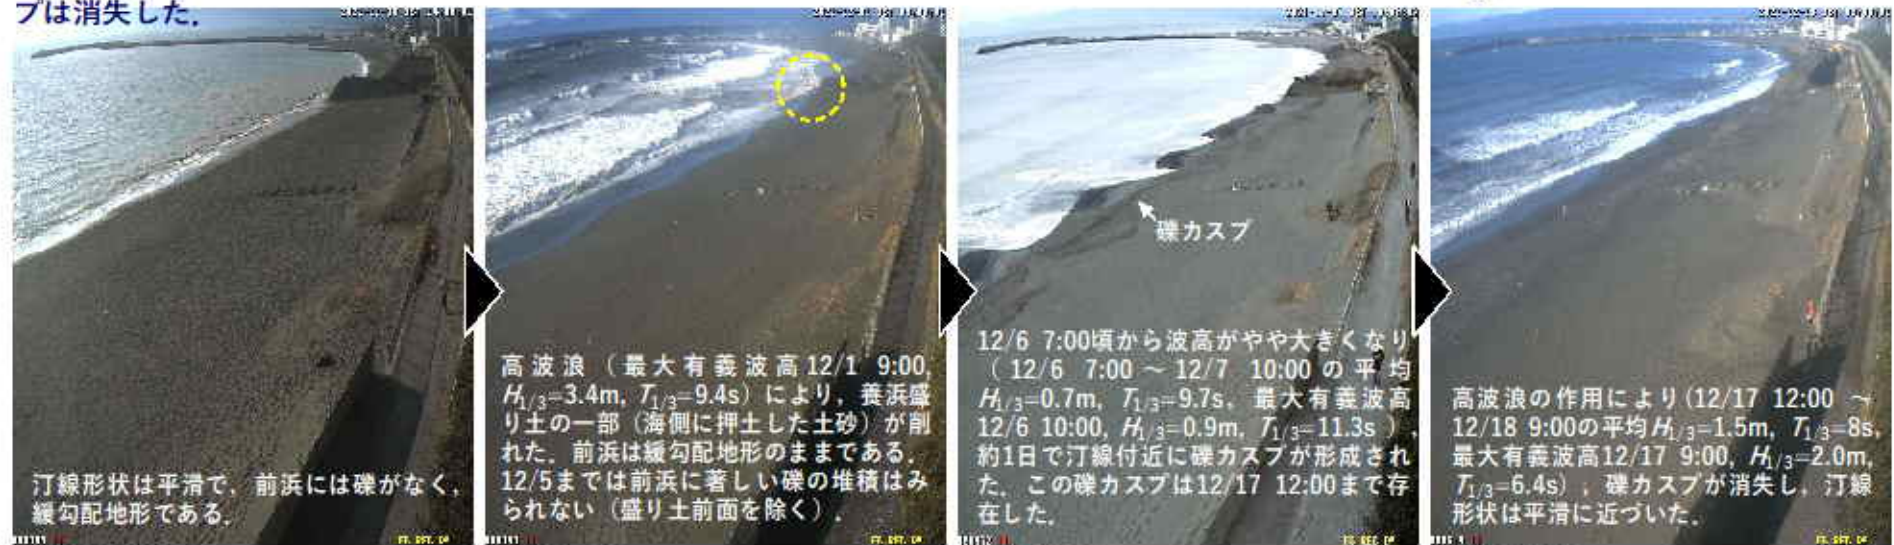 プは消失した.
汀線形状は平滑で，前浜には礫がなく，
緩勾配地形である.
高波浪（最大有義波高12/1 9:00,
H1/3=3.4m, T1/3=9.4s）により，養浜盛
り土の一部（海側に押土した土砂）が削
れた．前浜は緩勾配地形のままである.
12/5までは前浜に著しい礫の堆積はみ
られない（盛り土前面を除く）.
礫カスプ
12/6 7:00頃から波高がやや大きくなり
（12/6 7:00～12/7 10:00の平均
H1/3=0.7m, T1/3=9.7s, 最大有義波高
12/6 10:00, H1/3=0.9m, T1/3=11.3s），
約1日で汀線付近に礫カスプが形成され
た．この礫カスプは12/17 12:00まで存
在した.
高波浪の作用により(12/17 12:00 ～
12/18 9:00の平均H1/3=1.5m, T1/3=8s,
最大有義波高12/17 9:00, H1/3=2.0m,
T1/3=6.4s），礫カスプが消失し，汀線
形状は平滑に近づいた.